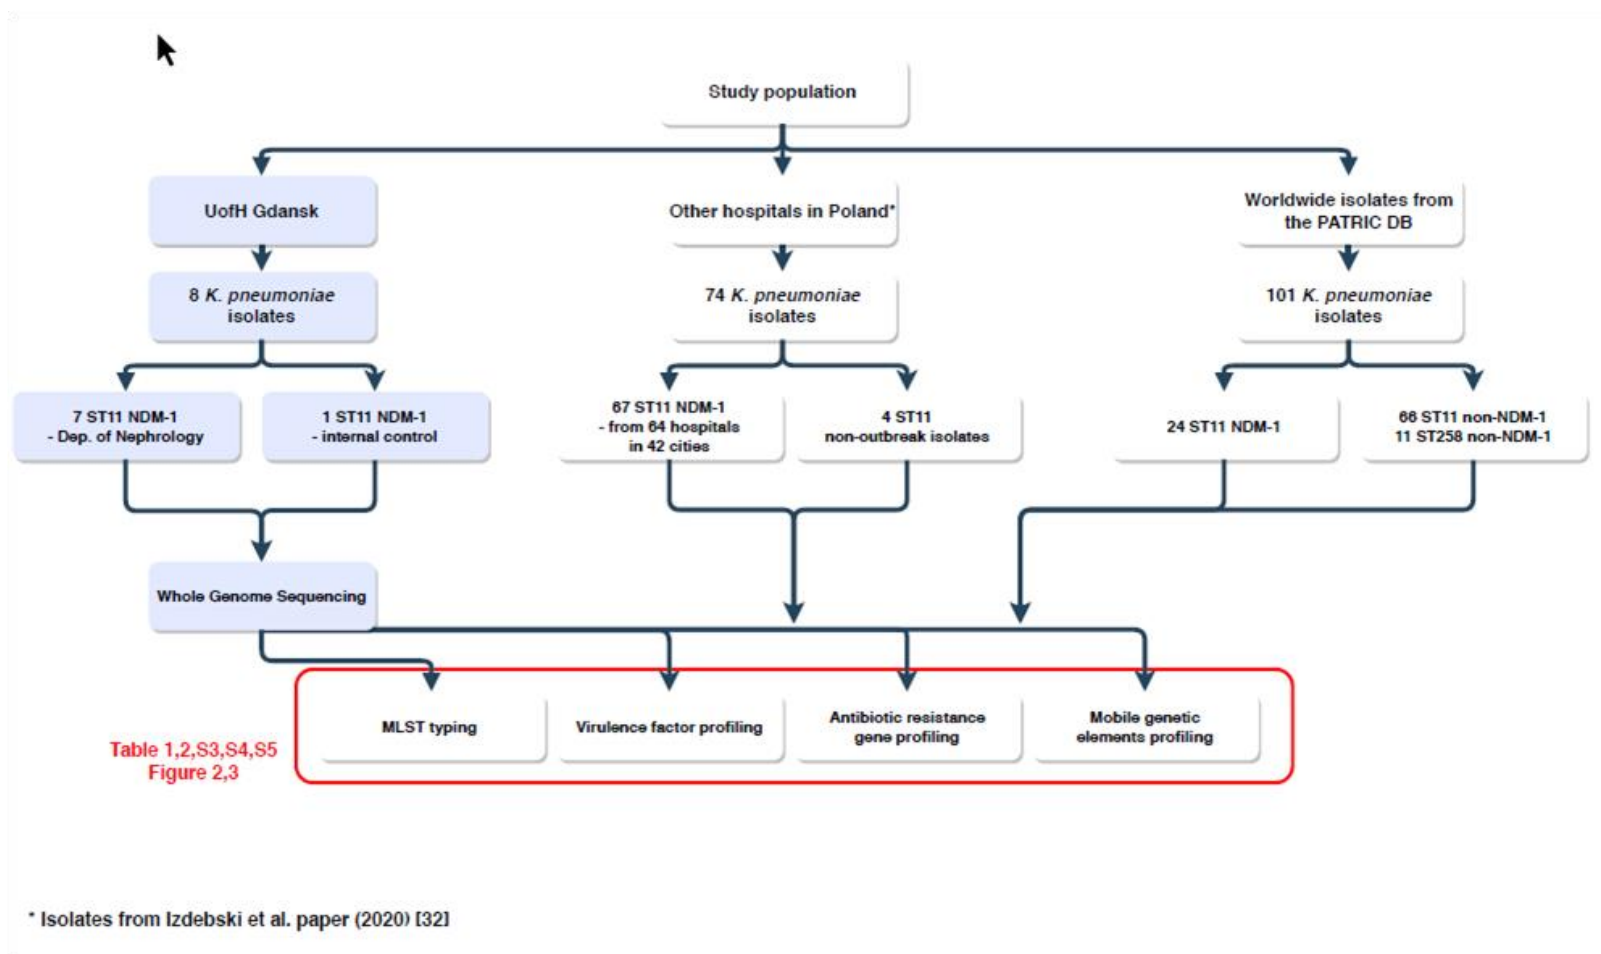 Study population
UofH Gdansk
Other hospitals in Poland*
Worldwide isolates from
the PATRIC DB
8 K. pneumoniae
isolates
74 K. pneumoniae
isolates
101 K. pneumoniae
isolates
7 ST11 NDM-1
- Dep. of Nephrology
1 ST11 NDM-1
- internal control
67 ST11 NDM-1
- from 64 hospitals
in 42 cities
4 ST11
non-outbreak isolates
24 ST11 NDM-1
66 ST11 non-NDM-1
11 ST258 non-NDM-1
Whole Genome Sequencing
MLST typing
Virulence factor profiling
Antibiotic resistance
gene profiling
Mobile genetic
elements profiling
Table 1,2,S3,S4,S5
Figure 2,3
* Isolates from Izdebski et al. paper (2020) [32]